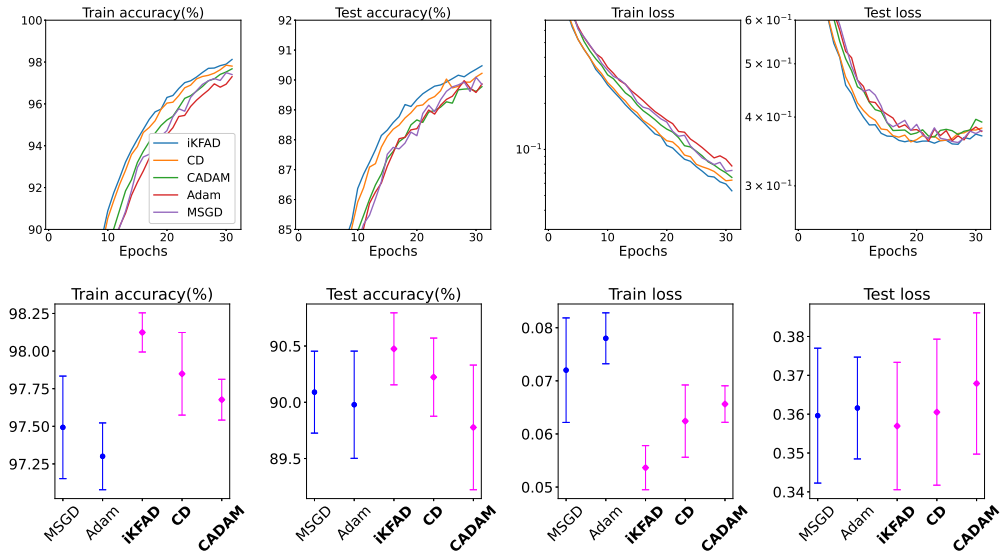 Train accuracy(%)
100
98
96
94
92
90
0
10
20
30
Epochs
iKFAD
CD
CADAM
Adam
MSGD
Test accuracy(%)
92
91
90
89
88
87
86
85
0
10
20
30
Epochs
Train loss
10⁻¹
10⁻¹
0
10
20
30
Epochs
Test loss
6 × 10⁻¹
5 × 10⁻¹
4 × 10⁻¹
3 × 10⁻¹
0
10
20
30
Epochs
Train accuracy(%)
98.25
98.00
97.75
97.50
97.25
MSGD
Adam
iKFAD
CD
CADAM
Test accuracy(%)
90.5
90.0
89.5
MSGD
Adam
iKFAD
CD
CADAM
Train loss
0.08
0.07
0.06
0.05
MSGD
Adam
iKFAD
CD
CADAM
Test loss
0.38
0.37
0.36
0.35
0.34
MSGD
Adam
iKFAD
CD
CADAM